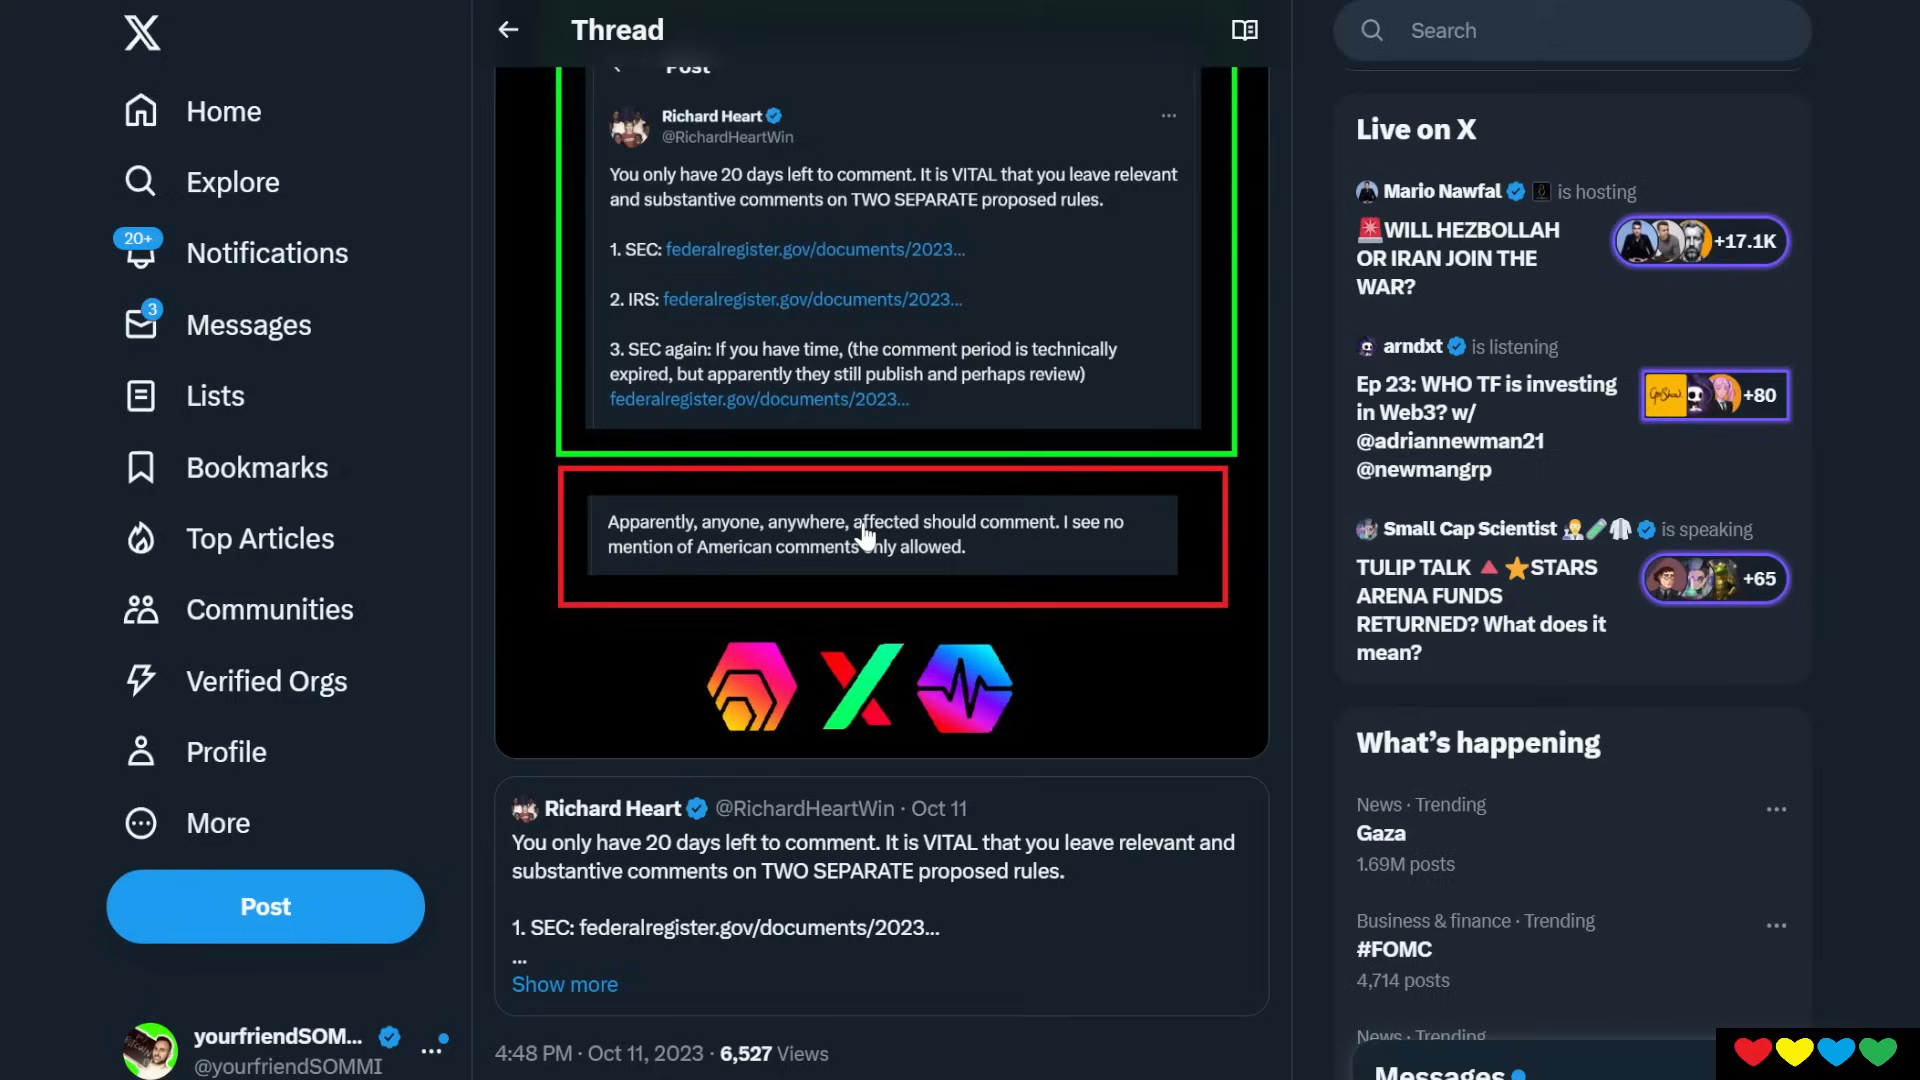 Home
Explore
20+
Notifications
3
Messages
Lists
Bookmarks
Top Articles
Communities
Verified Orgs
Profile
More
Post
yourfriendSOM...
@yourfriendSOMMI
Thread
Post
Richard Heart
@RichardHeartWin
You only have 20 days left to comment. It is VITAL that you leave relevant
and substantive comments on TWO SEPARATE proposed rules.
1. SEC: federalregister.gov/documents/2023...
2. IRS: federalregister.gov/documents/2023...
3. SEC again: If you have time, (the comment period is technically
expired, but apparently they still publish and perhaps review)
federalregister.gov/documents/2023...
Apparently, anyone, anywhere, affected should comment. I see no
mention of American comments only allowed.
Richard Heart @RichardHeartWin · Oct 11
You only have 20 days left to comment. It is VITAL that you leave relevant and
substantive comments on TWO SEPARATE proposed rules.
1. SEC: federalregister.gov/documents/2023...
...
Show more
4:48 PM · Oct 11, 2023 · 6,527 Views
Search
Live on X
Mario Nawfal is hosting
WILL HEZBOLLAH
OR IRAN JOIN THE
WAR?
+17.1K
arndxt is listening
Ep 23: WHO TF is investing
in Web3? w/
@adriannewman21
@newmangrp
+80
Small Cap Scientist is speaking
TULIP TALK STARS
ARENA FUNDS
RETURNED? What does it
mean?
+65
What's happening
News · Trending
Gaza
1.69M posts
Business & finance · Trending
#FOMC
4,714 posts
News · Trending
Messages